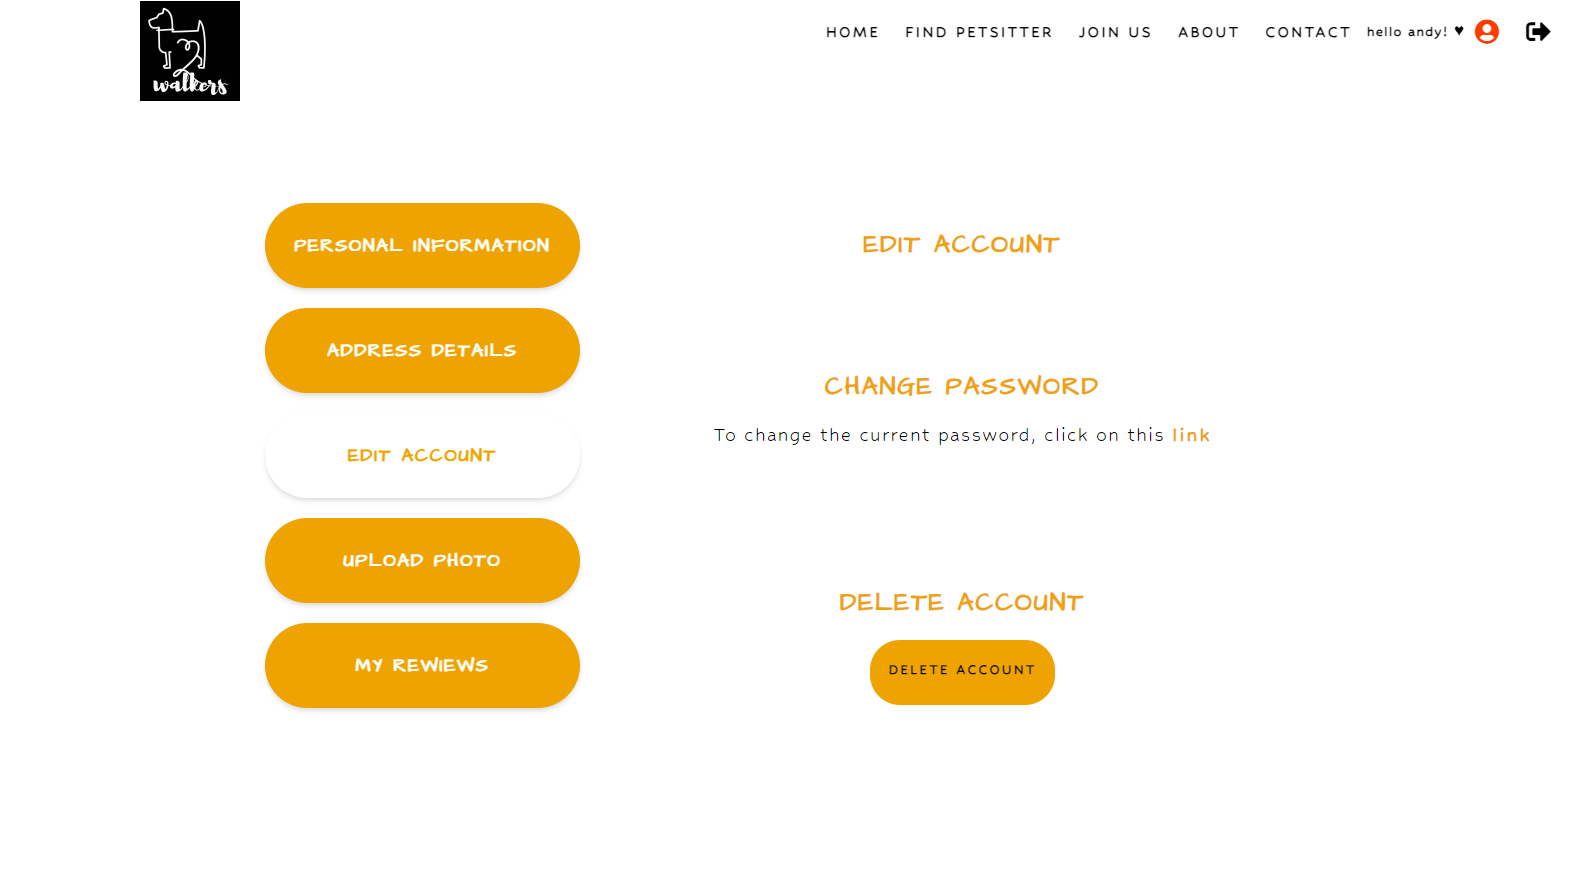 walkers
HOME FIND PETSITTER JOIN US ABOUT CONTACT hello andy! ♥
PERSONAL INFORMATION
ADDRESS DETAILS
EDIT ACCOUNT
UPLOAD PHOTO
MY REWIEWS
EDIT ACCOUNT
CHANGE PASSWORD
To change the current password, click on this link
DELETE ACCOUNT
DELETE ACCOUNT